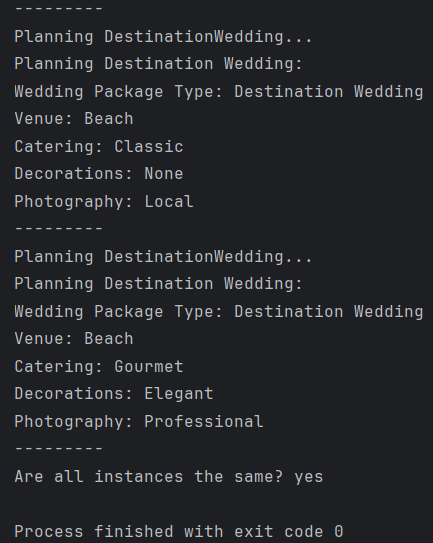 ---------
Planning DestinationWedding...
Planning Destination Wedding:
Wedding Package Type: Destination Wedding
Venue: Beach
Catering: Classic
Decorations: None
Photography: Local
---------
Planning DestinationWedding...
Planning Destination Wedding:
Wedding Package Type: Destination Wedding
Venue: Beach
Catering: Gourmet
Decorations: Elegant
Photography: Professional
---------
Are all instances the same? yes
Process finished with exit code 0